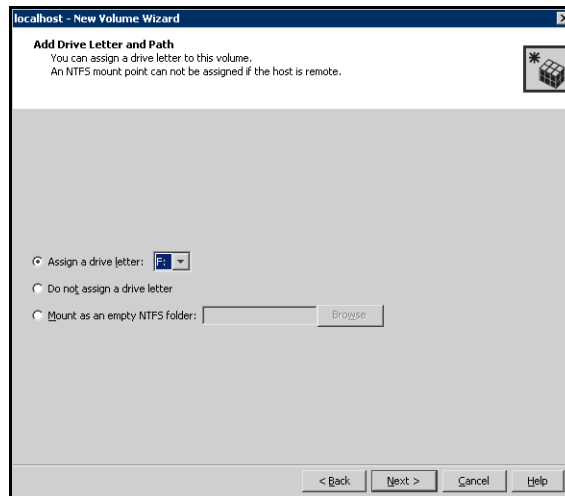 localhost - New Volume Wizard
Add Drive Letter and Path
You can assign a drive letter to this volume.
An NTFS mount point can not be assigned if the host is remote.
Assign a drive letter: F:
Do not assign a drive letter
Mount as an empty NTFS folder: Browse
< Back Next > Cancel Help